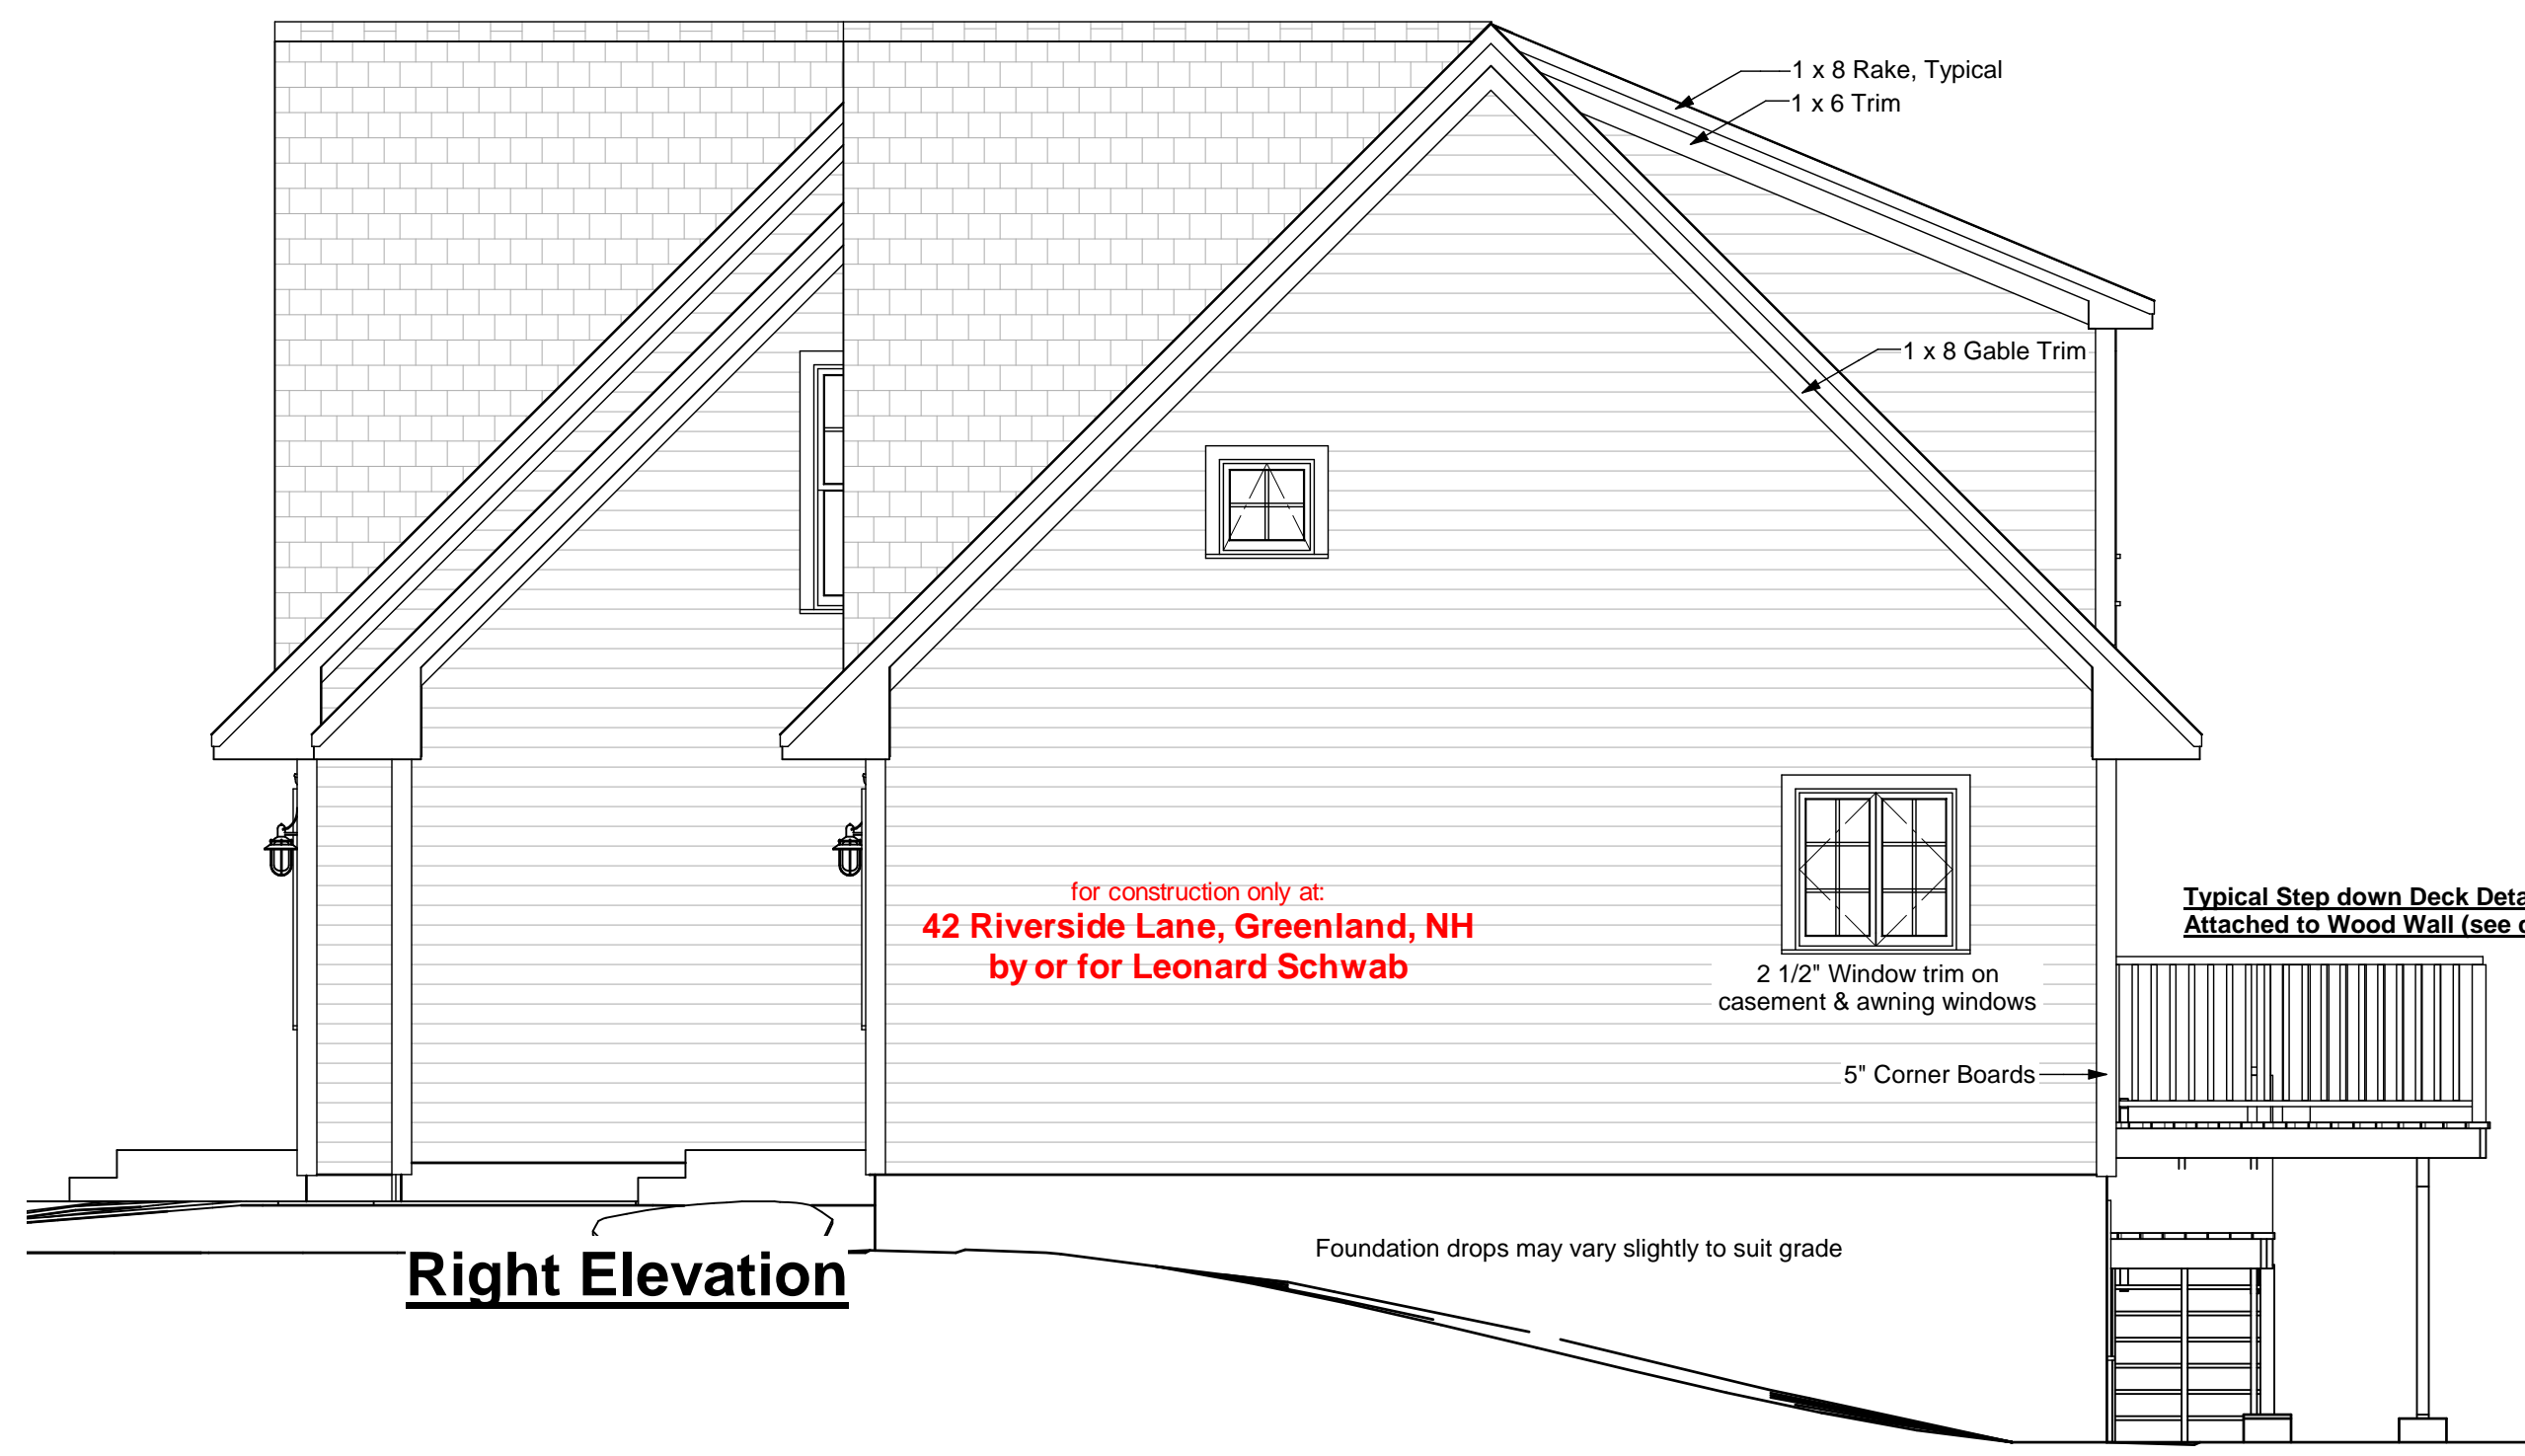 1 x 8 Rake, Typical
1 x 6 Trim
1 x 8 Gable Trim
for construction only at:
42 Riverside Lane, Greenland, NH
by or for Leonard Schwab
Typical Step down Deck
Attached to Wood Wall (see
2 1/2" Window trim on
casement & awning windows
5" Corner Boards
Foundation drops may vary slightly to suit grade
Right Elevation